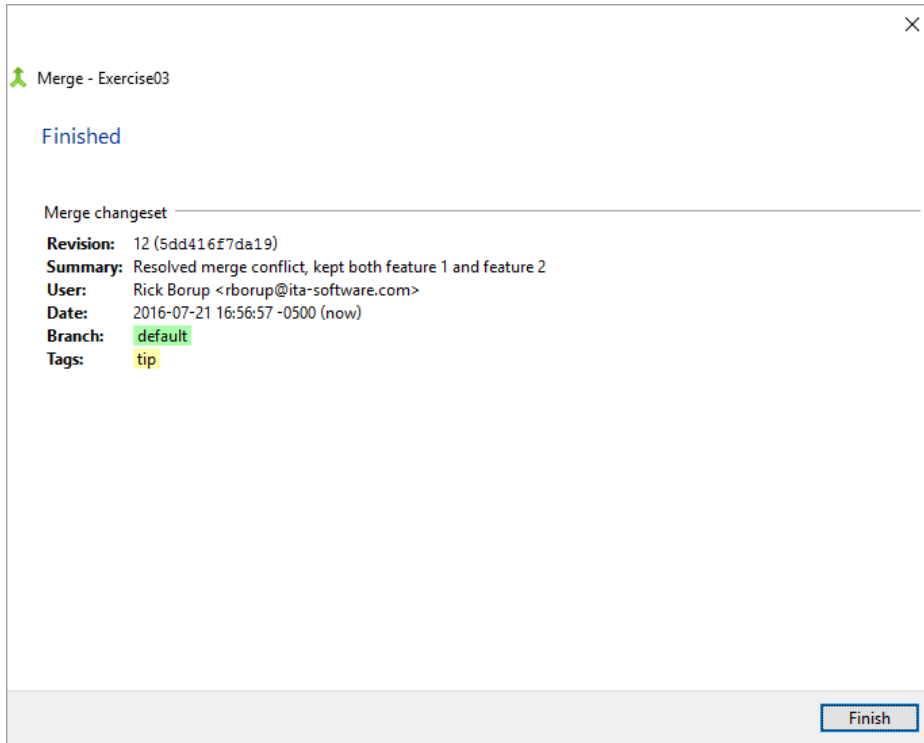 Merge - Exercise03
Finished
Merge changeset
Revision: 12 (5dd416f7da19)
Summary: Resolved merge conflict, kept both feature 1 and feature 2
User: Rick Borup <rborup@ita-software.com>
Date: 2016-07-21 16:56:57 -0500 (now)
Branch: default
Tags: tip
Finish